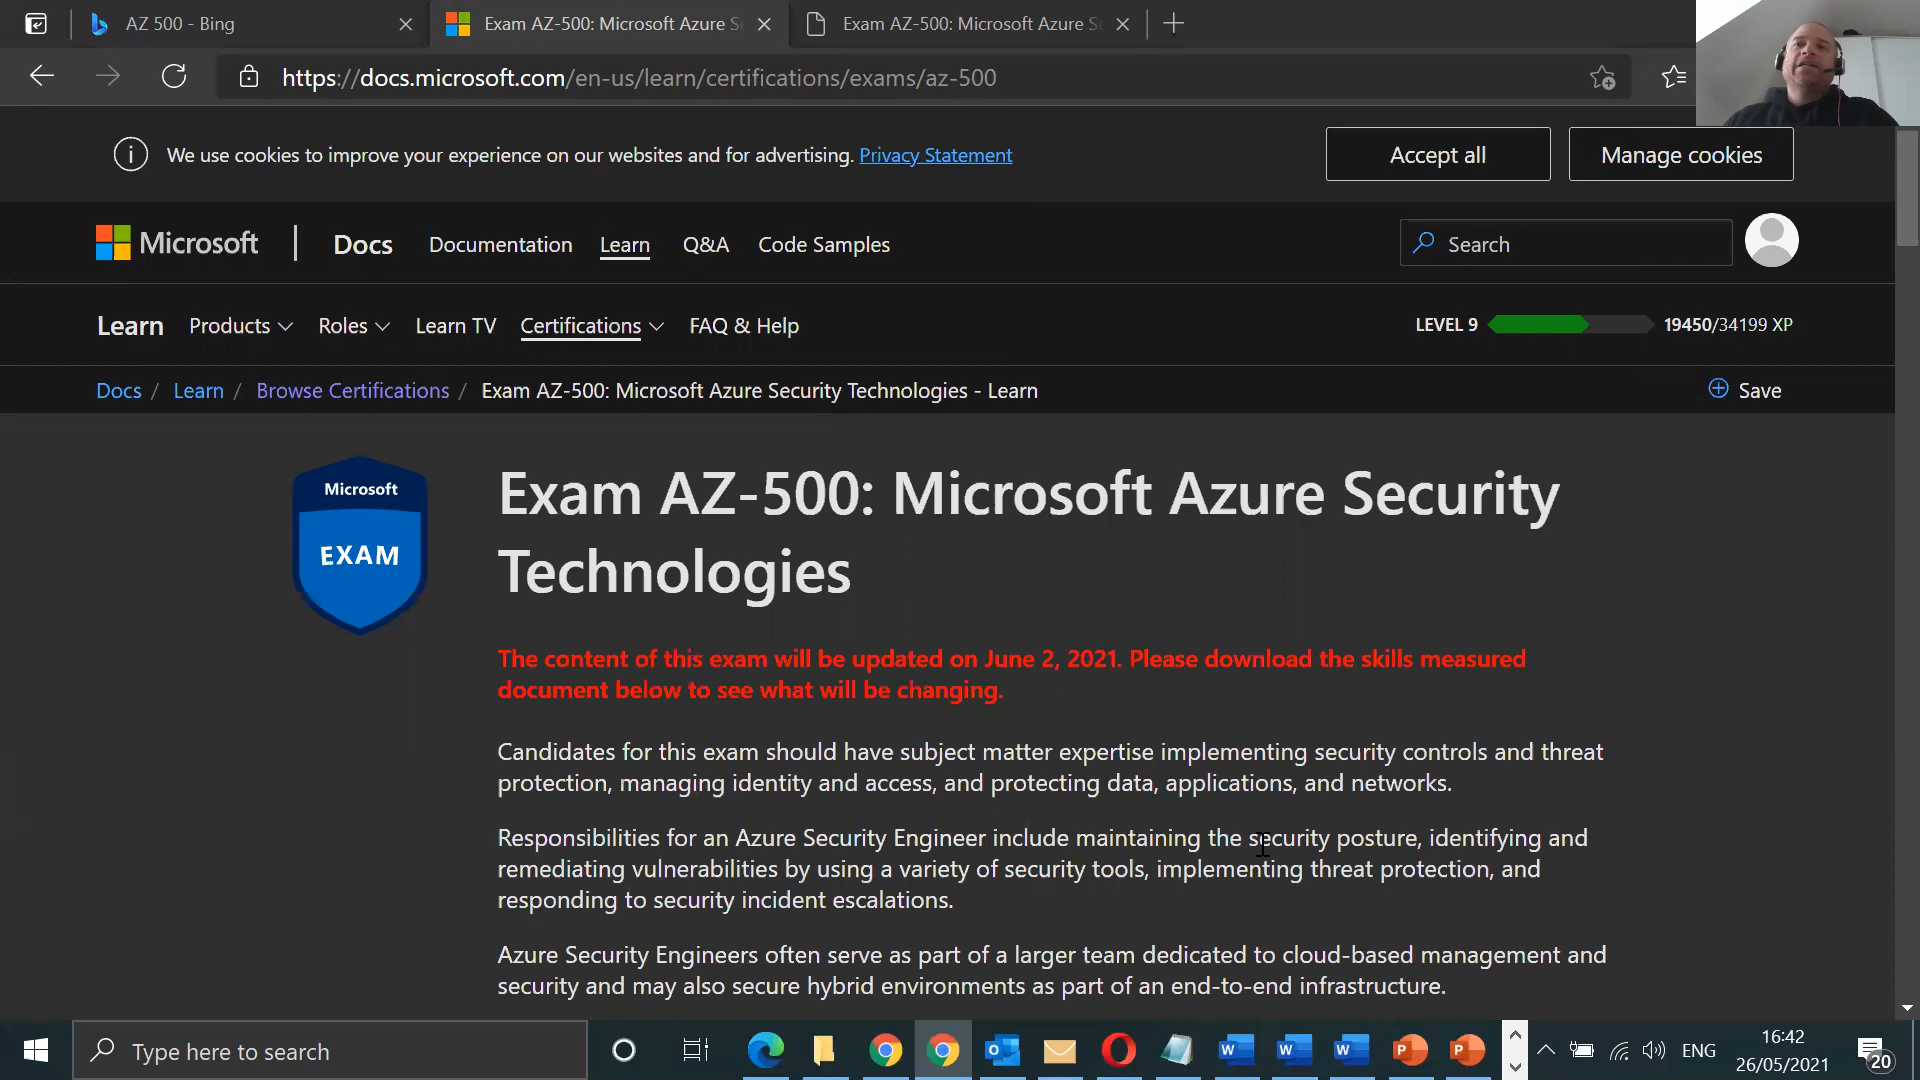 AZ 500 - Bing
Exam AZ-500: Microsoft Azure S
Exam AZ-500: Microsoft Azure S
https://docs.microsoft.com/en-us/learn/certifications/exams/az-500
We use cookies to improve your experience on our websites and for advertising. Privacy Statement
Accept all
Manage cookies
Microsoft
Docs
Documentation
Learn
Q&A
Code Samples
Search
Learn
Products
Roles
Learn TV
Certifications
FAQ & Help
LEVEL 9
19450/34199 XP
Docs / Learn / Browse Certifications / Exam AZ-500: Microsoft Azure Security Technologies - Learn
Save
Microsoft
EXAM
Exam AZ-500: Microsoft Azure Security
Technologies
The content of this exam will be updated on June 2, 2021. Please download the skills measured
document below to see what will be changing.
Candidates for this exam should have subject matter expertise implementing security controls and threat
protection, managing identity and access, and protecting data, applications, and networks.
Responsibilities for an Azure Security Engineer include maintaining the security posture, identifying and
remediating vulnerabilities by using a variety of security tools, implementing threat protection, and
responding to security incident escalations.
Azure Security Engineers often serve as part of a larger team dedicated to cloud-based management and
security and may also secure hybrid environments as part of an end-to-end infrastructure.
Type here to search
ENG
16:42
26/05/2021
20